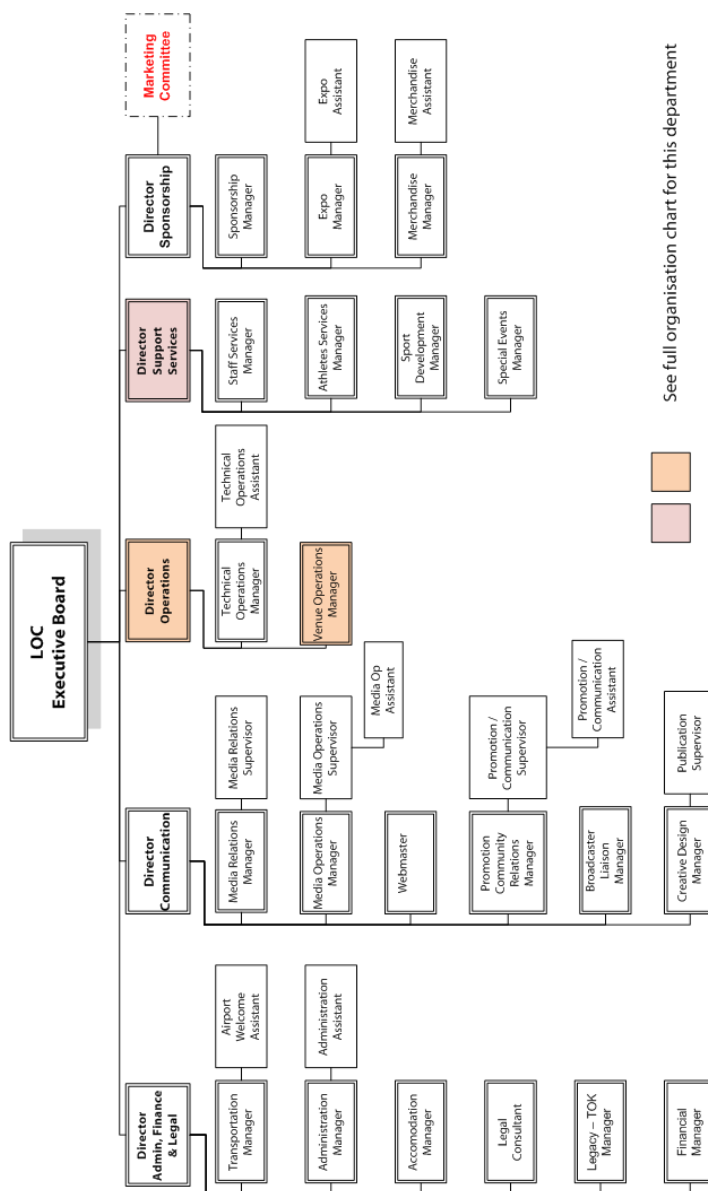 LOC
Executive Board
Director
Admin, Finance
& Legal
Transportation
Manager
Airport
Welcome
Assistant
Administration
Manager
Administration
Assistant
Accomodation
Manager
Legal
Consultant
Legacy – TOK
Manager
Financial
Manager
Director
Communication
Media Relations
Manager
Media Relations
Supervisor
Media Operations
Manager
Media Operations
Supervisor
Media Op
Assistant
Webmaster
Promotion
Community
Relations
Manager
Promotion /
Communication
Supervisor
Promotion /
Communication
Assistant
Broadcaster
Liaison
Manager
Creative Design
Manager
Publication
Supervisor
Director
Operations
Technical
Operations
Manager
Technical
Operations
Assistant
Venue Operations
Manager
Director
Support
Services
Staff Services
Manager
Athletes Services
Manager
Sport
Development
Manager
Special Events
Manager
Director
Sponsorship
Marketing
Committee
Sponsorship
Manager
Expo
Manager
Expo
Assistant
Merchandise
Manager
Merchandise
Assistant
See full organisation chart for this department